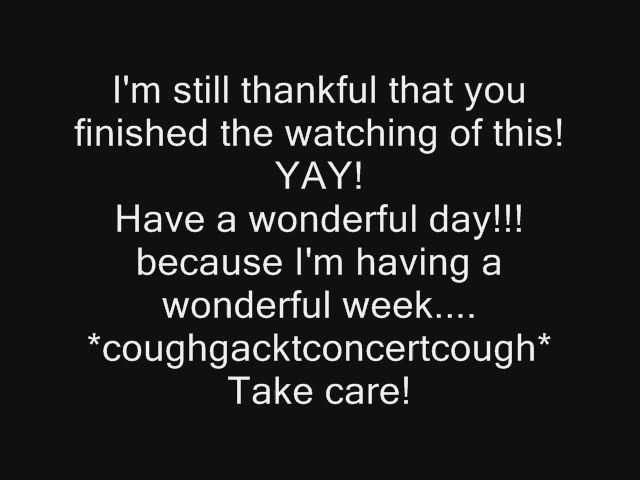 I'm still thankful that you
finished the watching of this!
YAY!
Have a wonderful day!!!
because I'm having a
wonderful week....
*coughgacktconcertcough*
Take care!